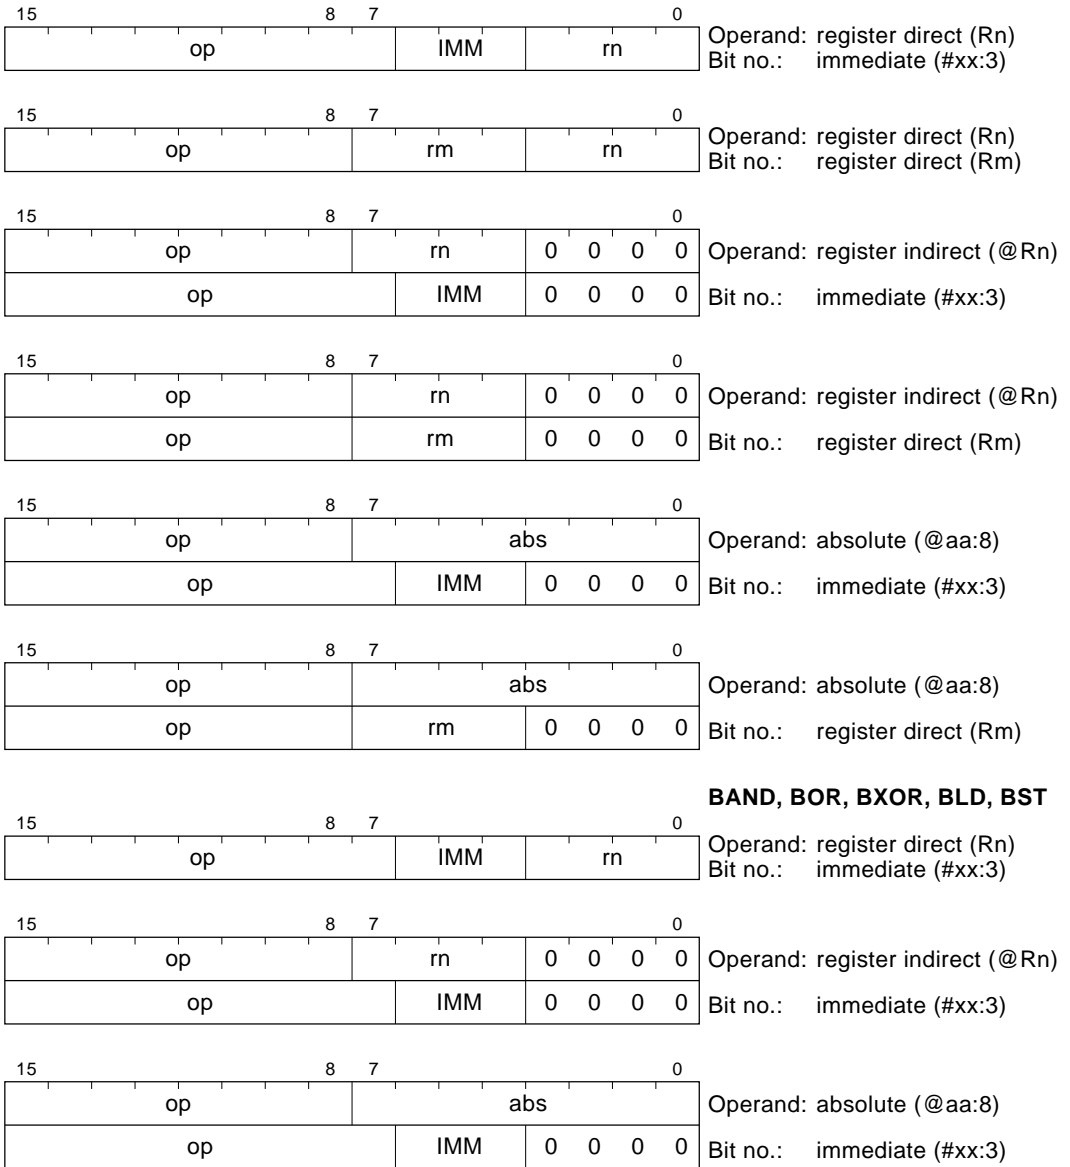 15 8 7 0
op IMM rn Operand: register direct (Rn)
Bit no.: immediate (#xx:3)
15 8 7 0
op rm rn Operand: register direct (Rn)
Bit no.: register direct (Rm)
15 8 7 0
op rn 0 0 0 0 Operand: register indirect (@Rn)
op IMM 0 0 0 0 Bit no.: immediate (#xx:3)
15 8 7 0
op rn 0 0 0 0 Operand: register indirect (@Rn)
op rm 0 0 0 0 Bit no.: register direct (Rm)
15 8 7 0
op abs Operand: absolute (@aa:8)
op IMM 0 0 0 0 Bit no.: immediate (#xx:3)
15 8 7 0
op abs Operand: absolute (@aa:8)
op rm 0 0 0 0 Bit no.: register direct (Rm)
BAND, BOR, BXOR, BLD, BST
15 8 7 0
op IMM rn Operand: register direct (Rn)
Bit no.: immediate (#xx:3)
15 8 7 0
op rn 0 0 0 0 Operand: register indirect (@Rn)
op IMM 0 0 0 0 Bit no.: immediate (#xx:3)
15 8 7 0
op abs Operand: absolute (@aa:8)
op IMM 0 0 0 0 Bit no.: immediate (#xx:3)